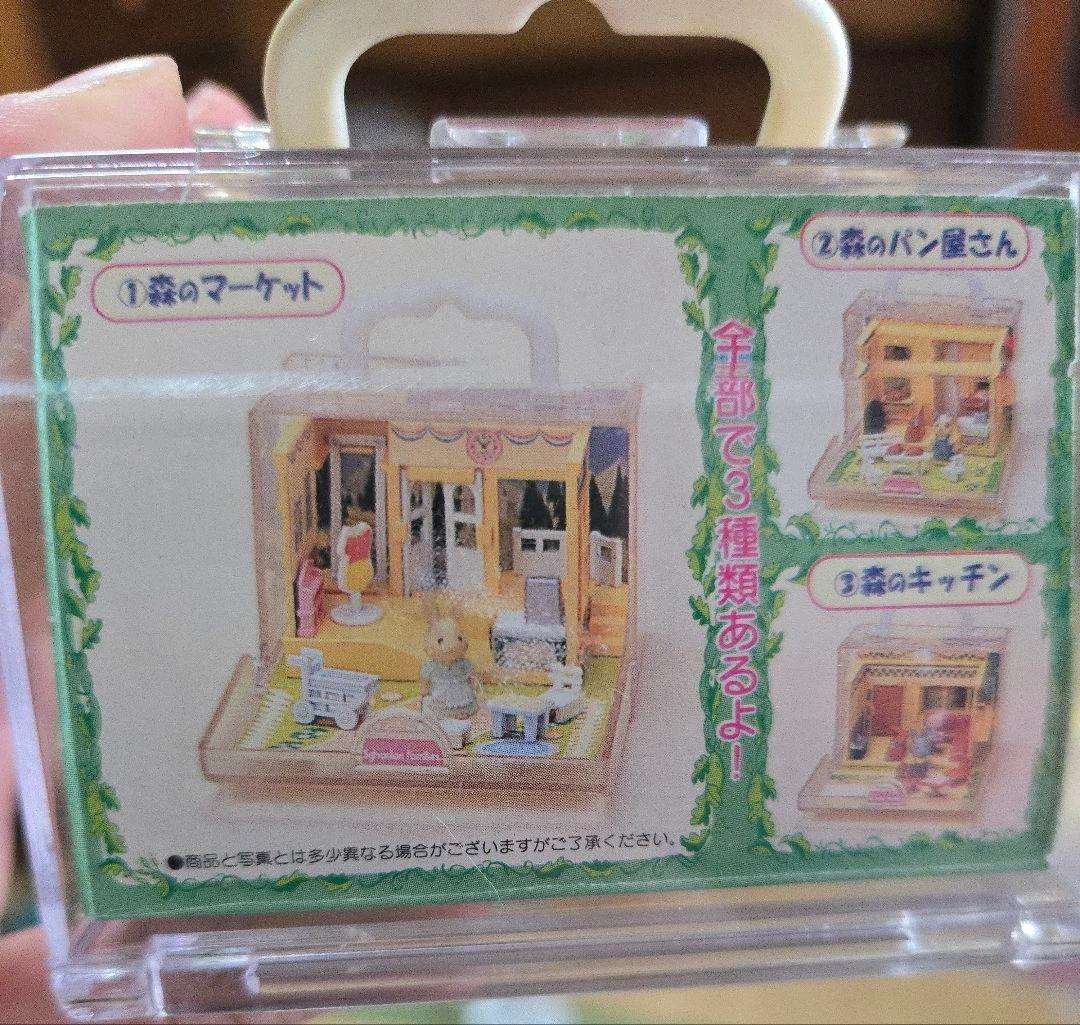 ①森のマーケット
②森のパン屋さん
全部で3種類あるよ!
③森のキッチン
●商品と写真とは多少異なる場合がございますがご了承ください。